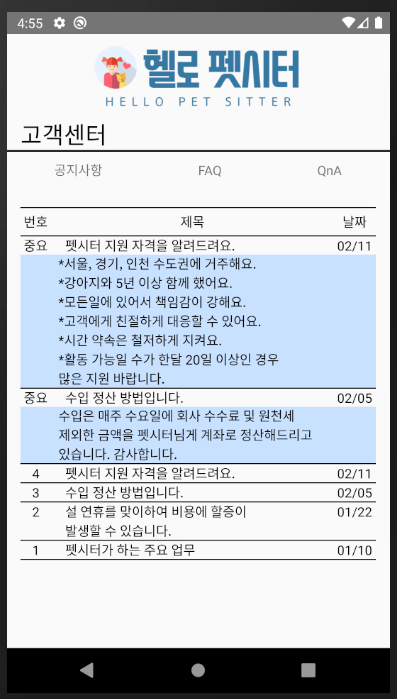 4:55
헬로 펫시터
HELLO PET SITTER
고객센터
공지사항 FAQ QnA
번호 제목 날짜
중요 펫시터 지원 자격을 알려드려요. 02/11
*서울, 경기, 인천 수도권에 거주해요.
*강아지와 5년 이상 함께 했어요.
*모든일에 있어서 책임감이 강해요.
*고객에게 친절하게 대응할 수 있어요.
*시간 약속은 철저하게 지켜요.
*활동 가능일 수가 한달 20일 이상인 경우
많은 지원 바랍니다.
중요 수입 정산 방법입니다. 02/05
수입은 매주 수요일에 회사 수수료 및 원천세
제외한 금액을 펫시터님게 계좌로 정산해드리고
있습니다. 감사합니다.
4 펫시터 지원 자격을 알려드려요. 02/11
3 수입 정산 방법입니다. 02/05
2 설 연휴를 맞이하여 비용에 할증이 01/22
발생할 수 있습니다.
1 펫시터가 하는 주요 업무 01/10